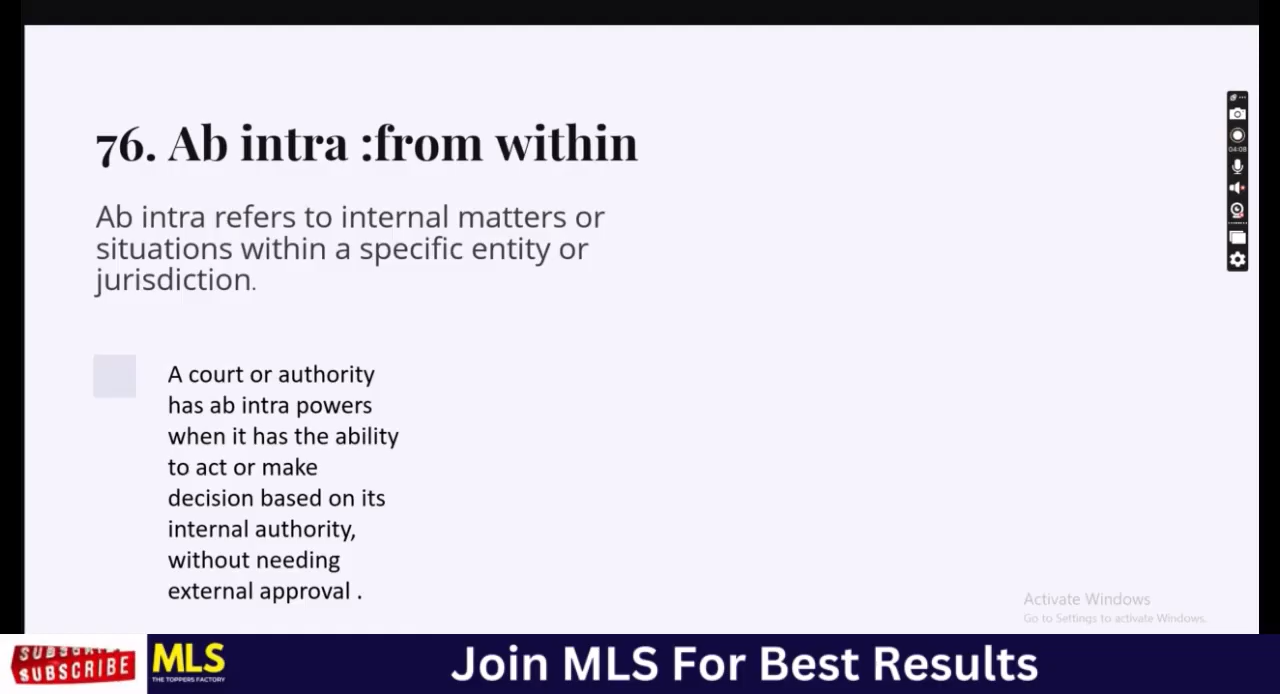 76. Ab intra :from within
Ab intra refers to internal matters or
situations within a specific entity or
jurisdiction.
A court or authority
has ab intra powers
when it has the ability
to act or make
decision based on its
internal authority,
without needing
external approval .
04:08
Activate Windows
Go to Settings to activate Windows.
SUBSCRIBE
SUBSCRIBE
MLS
THE TOPPERS FACTORY
Join MLS For Best Results